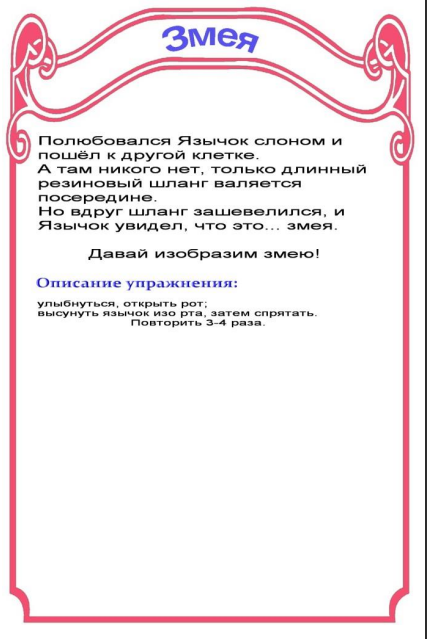 Змея
Полюбовался Язычок слоном и
пошёл к другой клетке.
А там никого нет, только длинный
резиновый шланг валяется
посередине.
Но вдруг шланг зашевелился, и
Язычок увидел, что это... змея.
Давай изобразим змею!
Описание упражнения:
улыбнуться, открыть рот;
высунуть язычок изо рта, затем спрятать.
Повторить 3-4 раза.